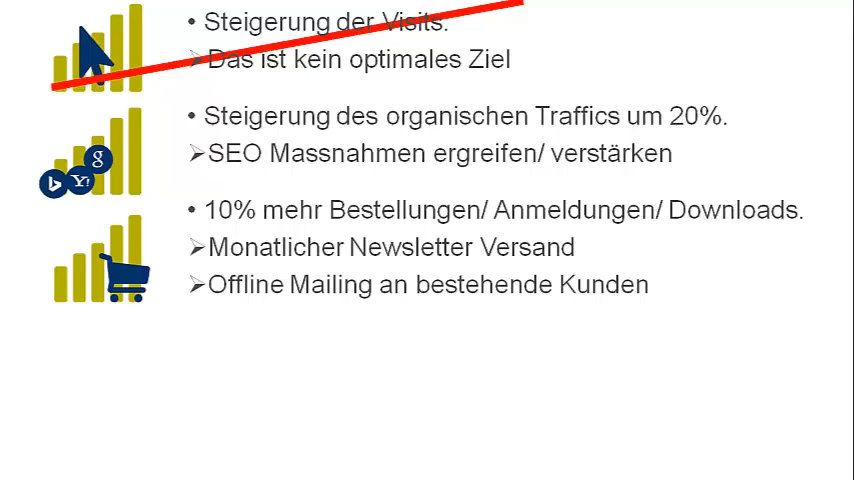 • Steigerung der Visits.
➢Das ist kein optimales Ziel
• Steigerung des organischen Traffics um 20%.
➢SEO Massnahmen ergreifen/ verstärken
g
b Y!
• 10% mehr Bestellungen/ Anmeldungen/ Downloads.
➢Monatlicher Newsletter Versand
➢Offline Mailing an bestehende Kunden